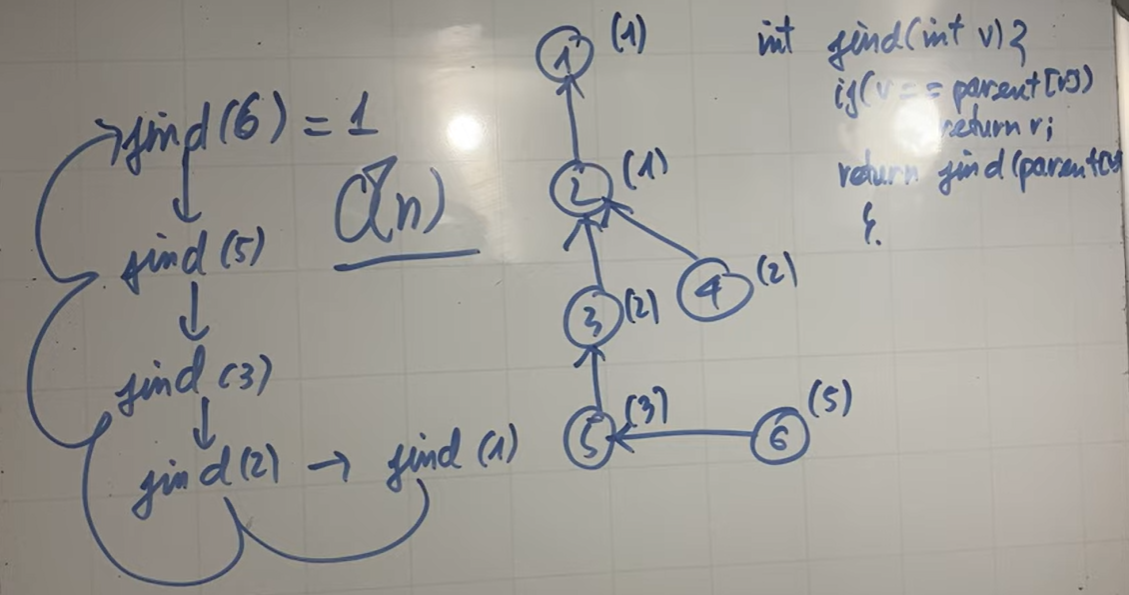 find(6) = 1
O(n)
find(5)
find(3)
find(2) → find(1)
1 (1)
2 (1)
3 (2)
4 (2)
5 (3)
6 (5)
int find(int v){
if(v == parent[v])
return v;
return find(parent[v
}.